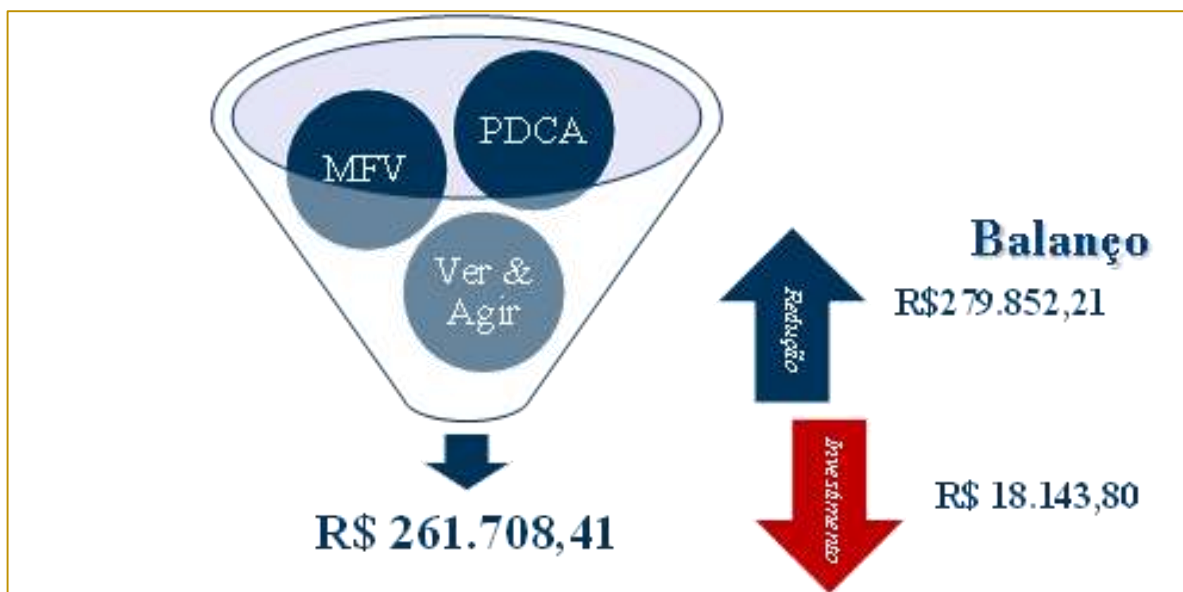 PDCA
MFV
Ver &
Agir
Balanço
Redução
R$279.852,21
Investimento
R$ 18.143,80
R$ 261.708,41